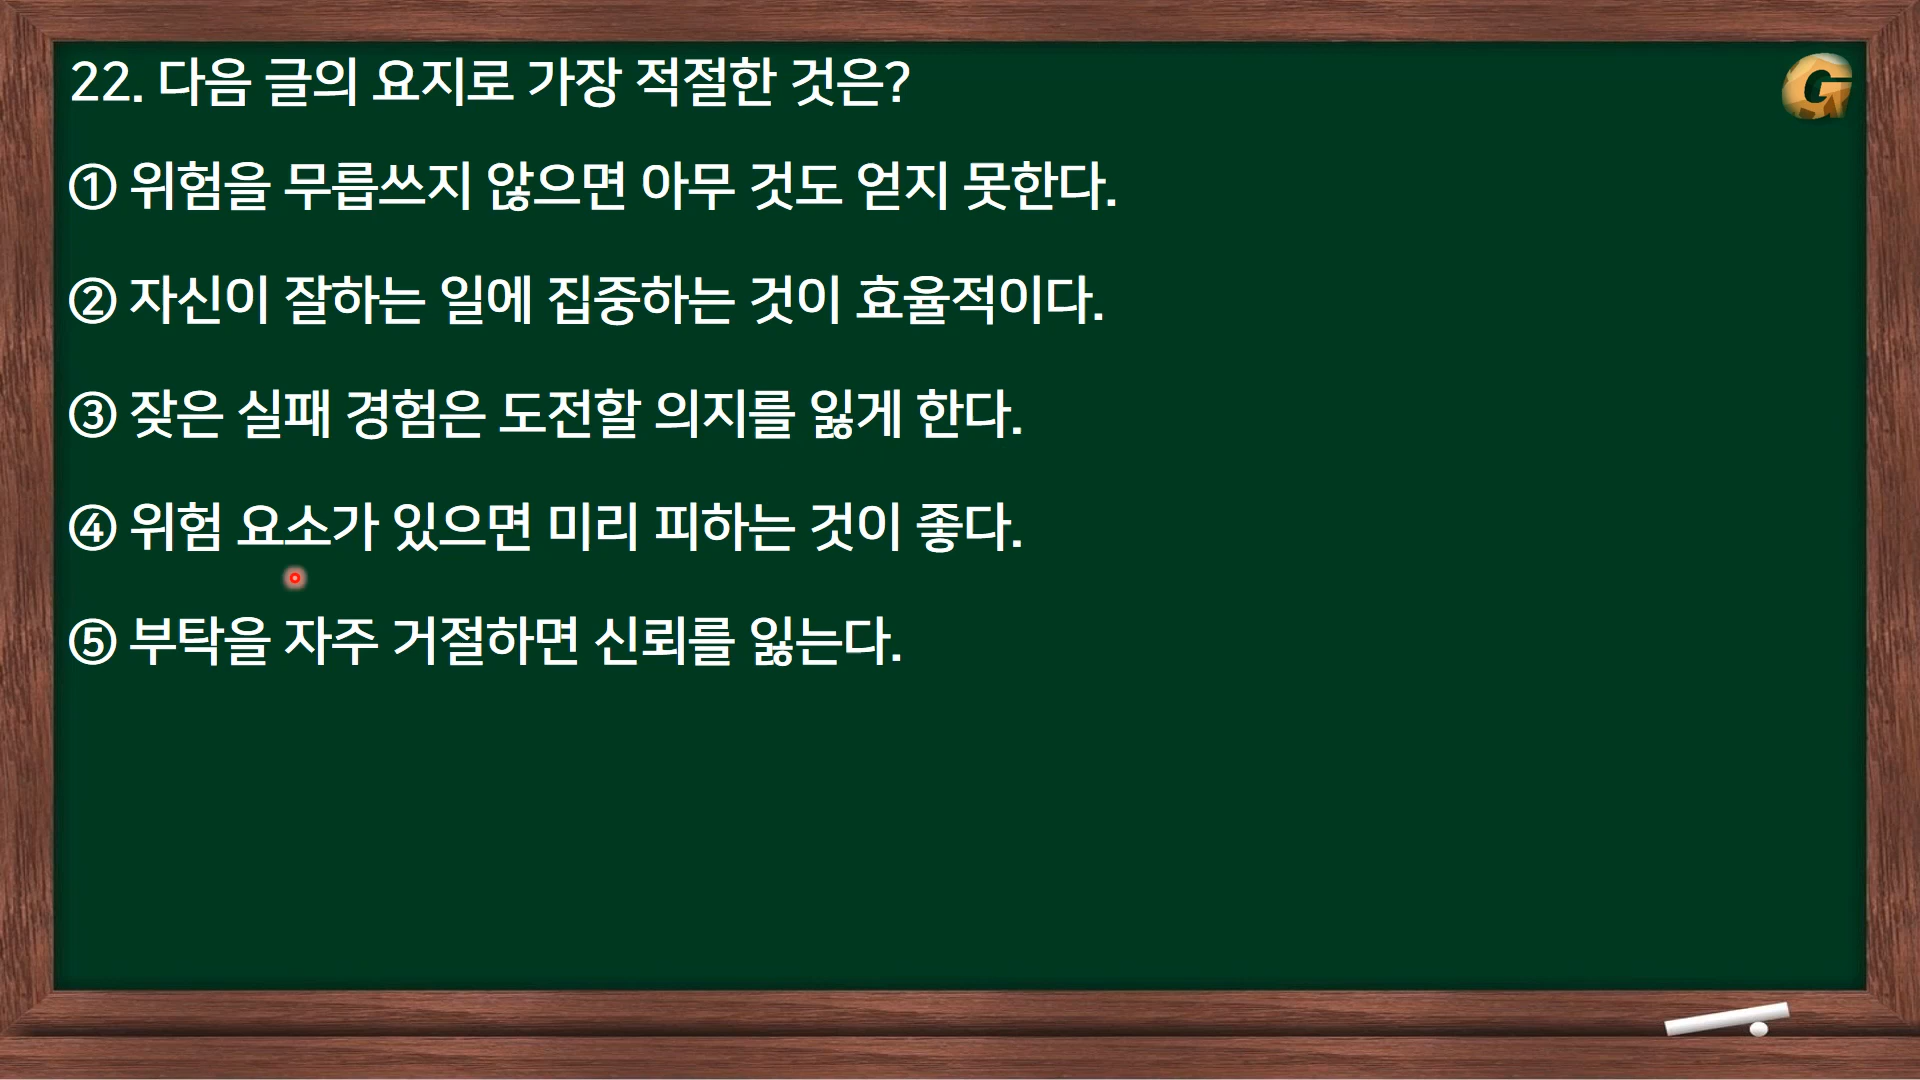 22. 다음 글의 요지로 가장 적절한 것은?
① 위험을 무릅쓰지 않으면 아무 것도 얻지 못한다.
② 자신이 잘하는 일에 집중하는 것이 효율적이다.
③ 잦은 실패 경험은 도전할 의지를 잃게 한다.
④ 위험 요소가 있으면 미리 피하는 것이 좋다.
⑤ 부탁을 자주 거절하면 신뢰를 잃는다.